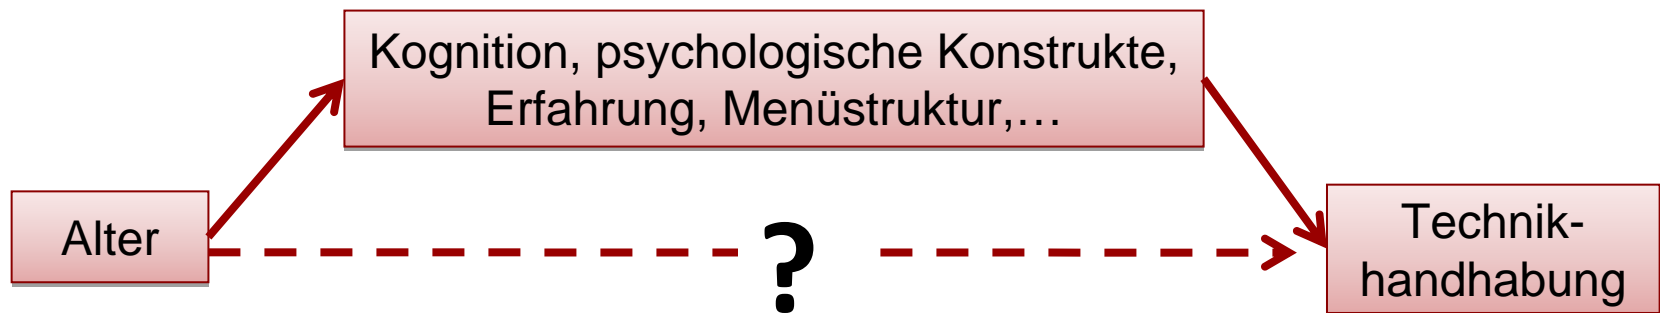 Kognition, psychologische Konstrukte,
Erfahrung, Menüstruktur,…
Alter
?
Technik-
handhabung